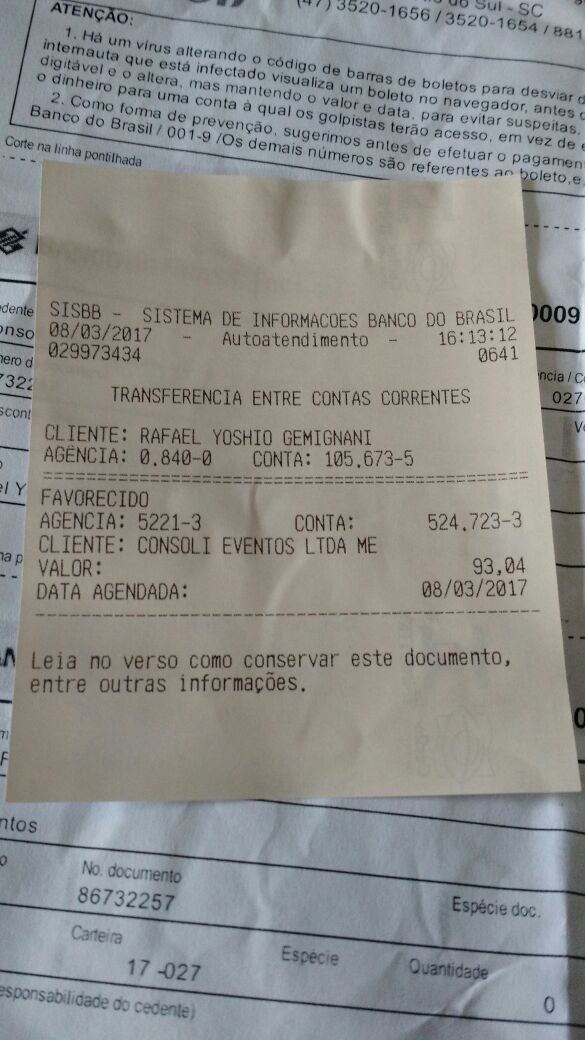 do Sul - SC
(47) 3520-1656 / 3520-1654 / 881
ATENÇÃO:
1. Há um vírus alterando o código de barras de boletos para desviar
internauta que está infectado visualiza um boleto no navegador, antes
digitável e o altera, mas mantendo o valor e data, para evitar suspeitas.
o dinheiro para uma conta à qual os golpistas terão acesso, em vez de
2. Como forma de prevenção, sugerimos antes de efetuar o
Banco do Brasil / 001-9 /Os demais números são referentes ao boleto,e.
Corte na linha pontilhada
0009
SISBB - SISTEMA DE INFORMACOES BANCO DO BRASIL
08/03/2017 - Autoatendimento - 16:13:12
029973434 0641
TRANSFERENCIA ENTRE CONTAS CORRENTES
CLIENTE: RAFAEL YOSHIO GEMIGNANI
AGÊNCIA: 0.840-0 CONTA: 105.673-5
FAVORECIDO
AGENCIA: 5221-3 CONTA: 524.723-3
CLIENTE: CONSOLI EVENTOS LTDA ME
VALOR: 93,04
DATA AGENDADA: 08/03/2017
Leia no verso como conservar este documento,
entre outras informações.
No. documento
86732257
Espécie doc.
Carteira
17 -027
Espécie
Quantidade
0
esponsabilidade do cedente)